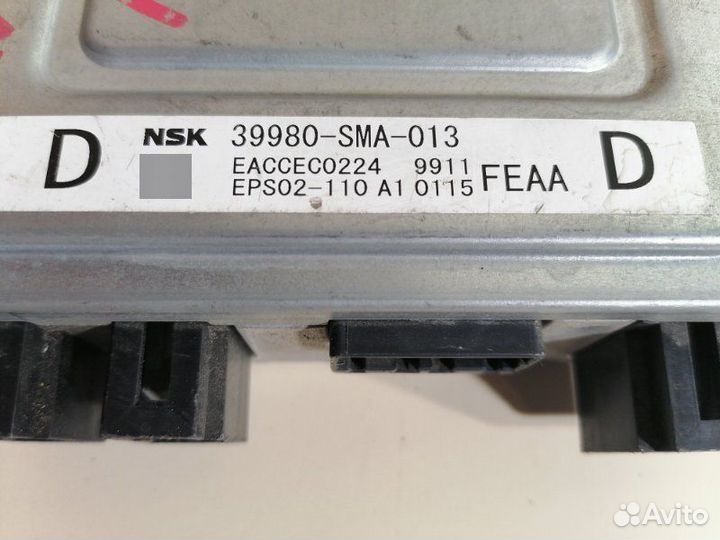 D NSK 39980-SMA-013 D
EACCEC0224 9911
EPS02-110 A1 0115 FEAA
Avito